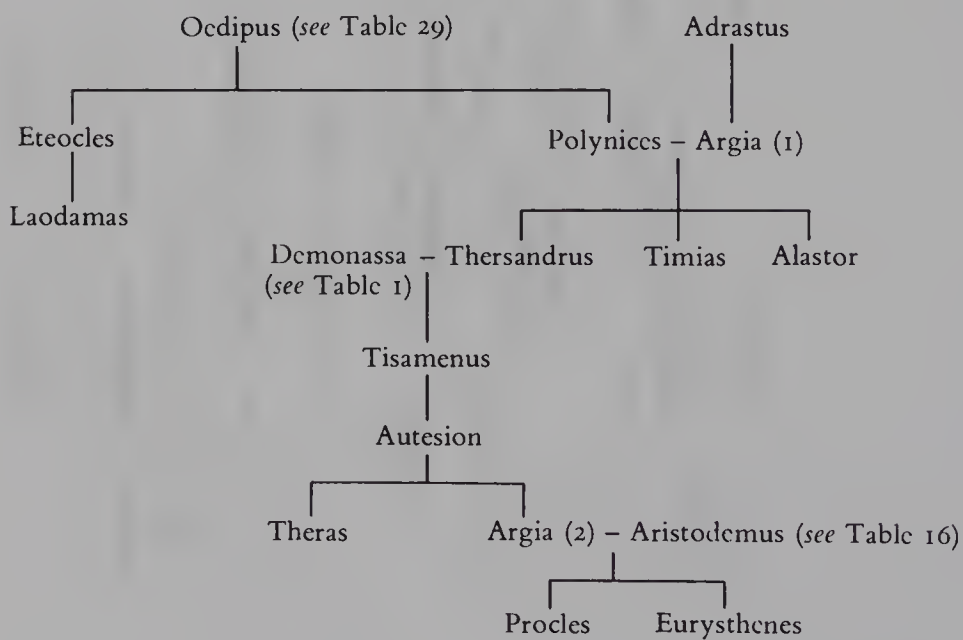 Oedipus (see Table 29) Adrastus
Eteocles Polynices – Argia (1)
Laodamas
Demonassa – Thersandrus Timias Alastor
(see Table 1)
Tisamenus
Autesion
Theras Argia (2) – Aristodemus (see Table 16)
Procles Eurysthenes